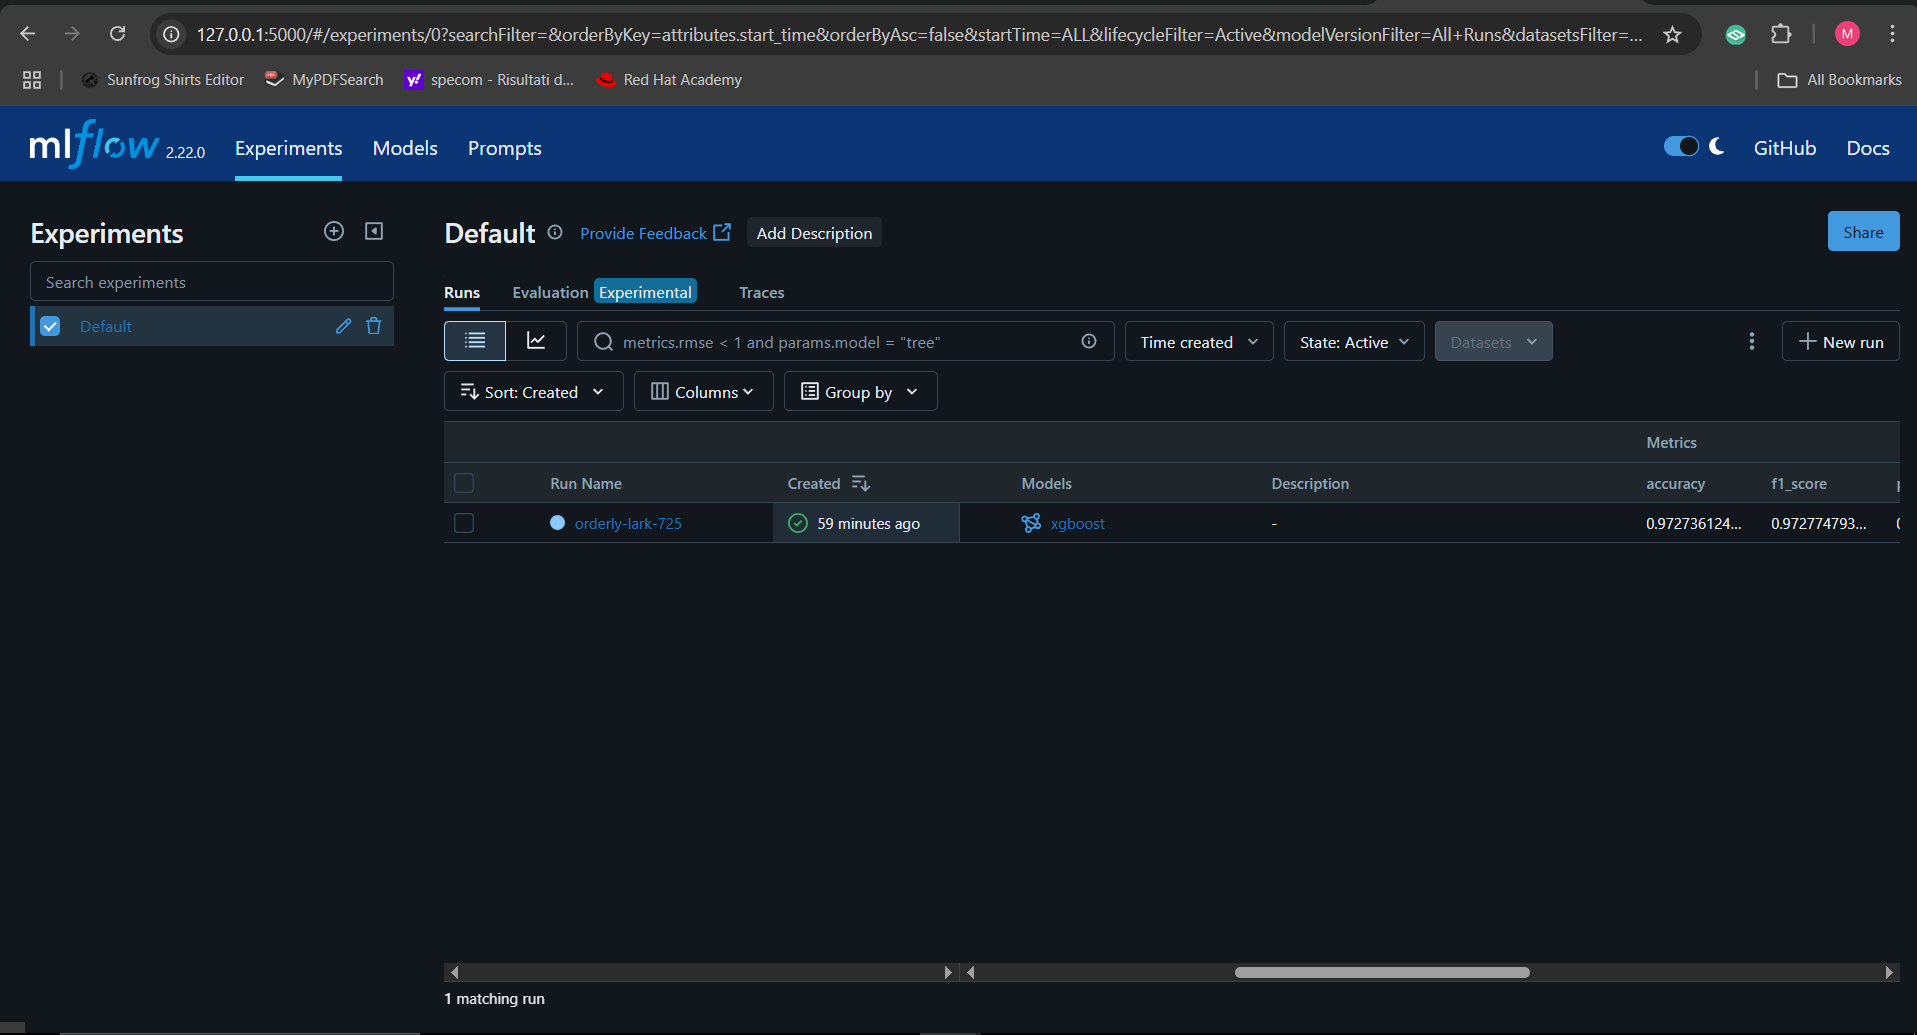 127.0.0.1:5000/#/experiments/0?searchFilter=&orderByKey=attributes.start_time&orderByAsc=false&startTime=ALL&lifecycleFilter=Active&modelVersionFilter=All+Runs&datasetsFilter=...
M
Sunfrog Shirts Editor MyPDFSearch specom - Risultati d... Red Hat Academy All Bookmarks
mlflow 2.22.0 Experiments Models Prompts GitHub Docs
Experiments
Search experiments
Default
Default Provide Feedback Add Description Share
Runs Evaluation Experimental Traces
metrics.rmse < 1 and params.model = "tree" Time created State: Active Datasets New run
Sort: Created Columns Group by
Metrics
Run Name Created Models Description accuracy f1_score
orderly-lark-725 59 minutes ago xgboost - 0.972736124... 0.972774793...
1 matching run